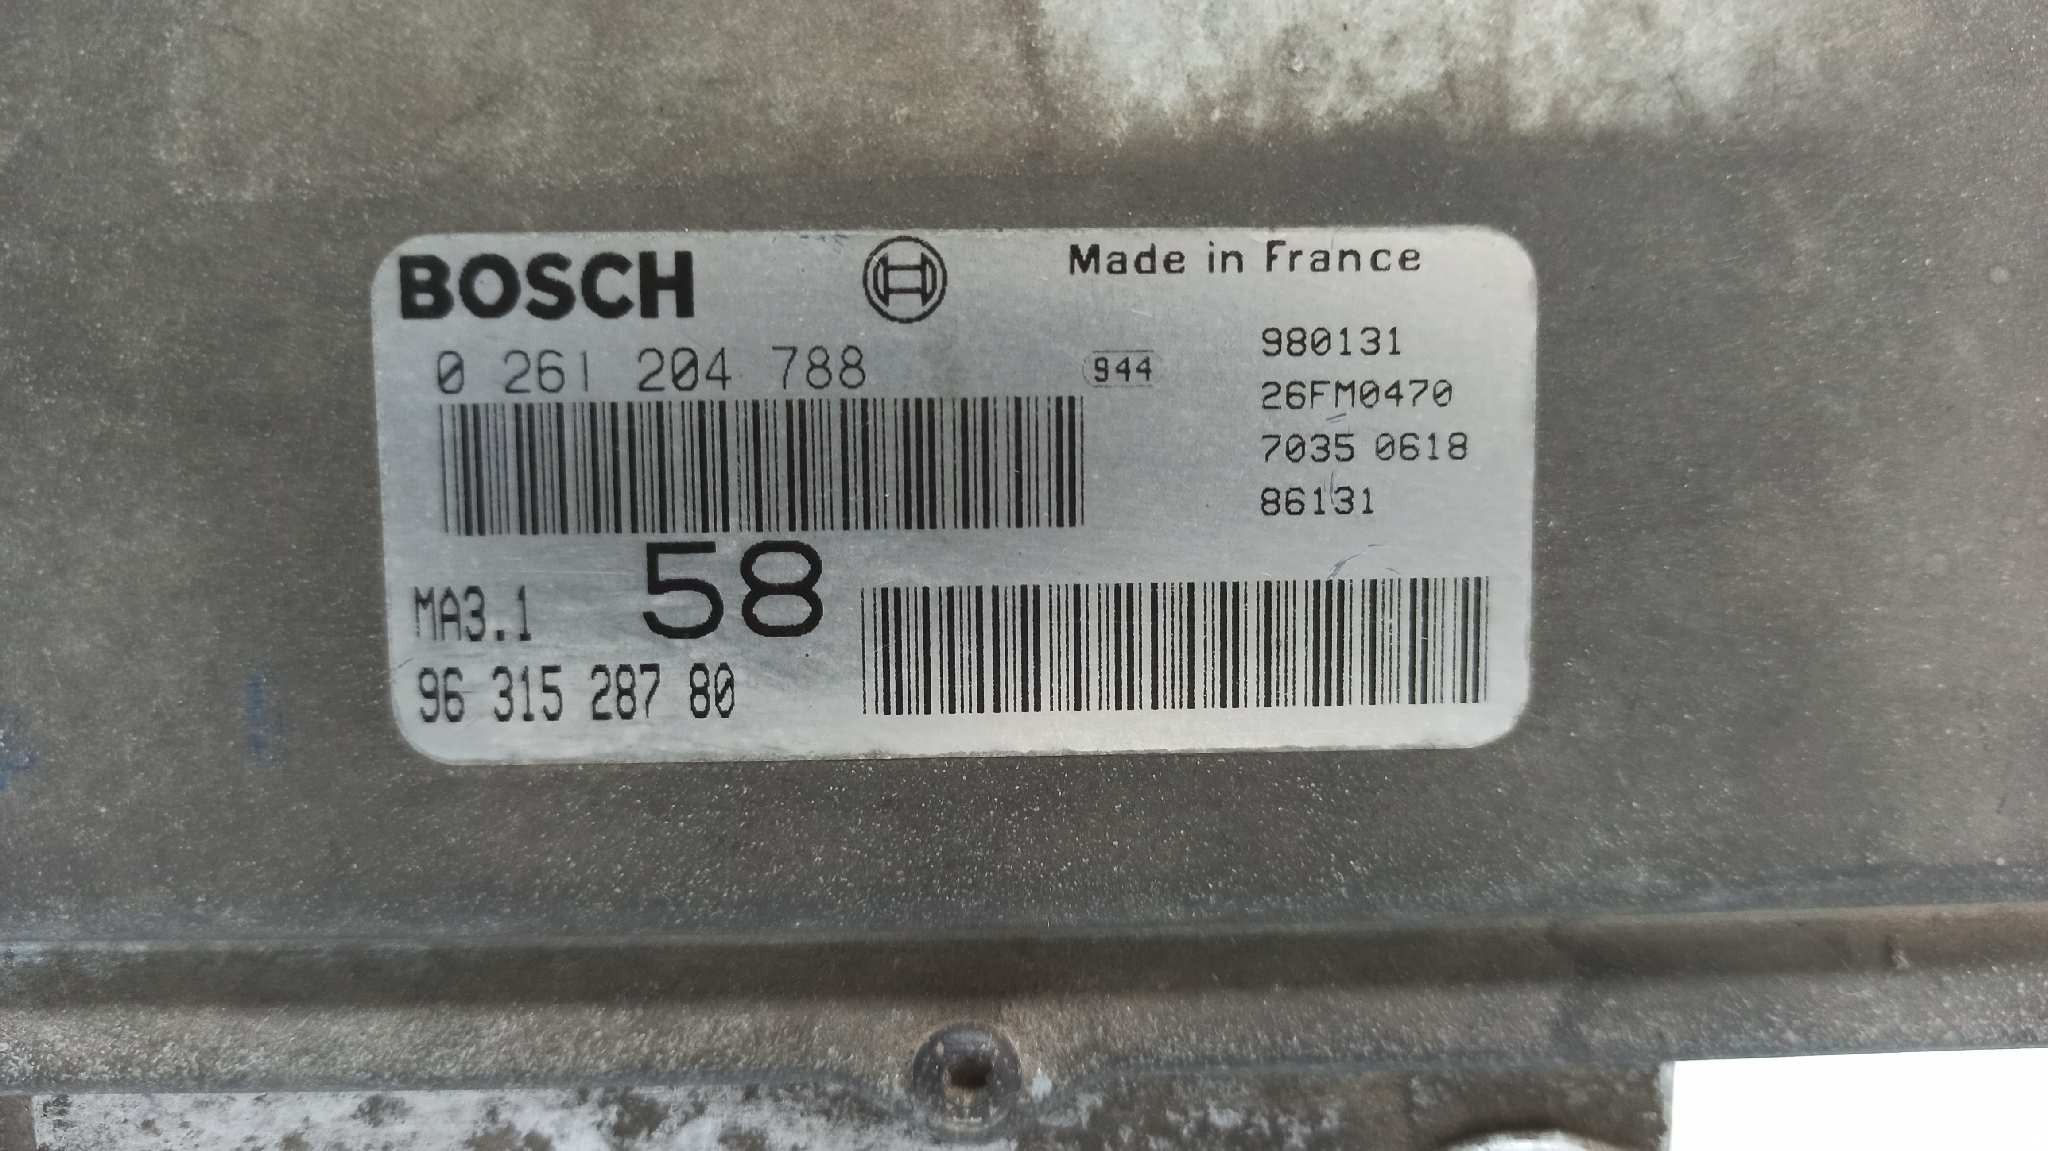 BOSCH
Made in France
0 261 204 788
944
980131
26FM0470
7035 0618
86131
MA3.1
58
96 315 287 80